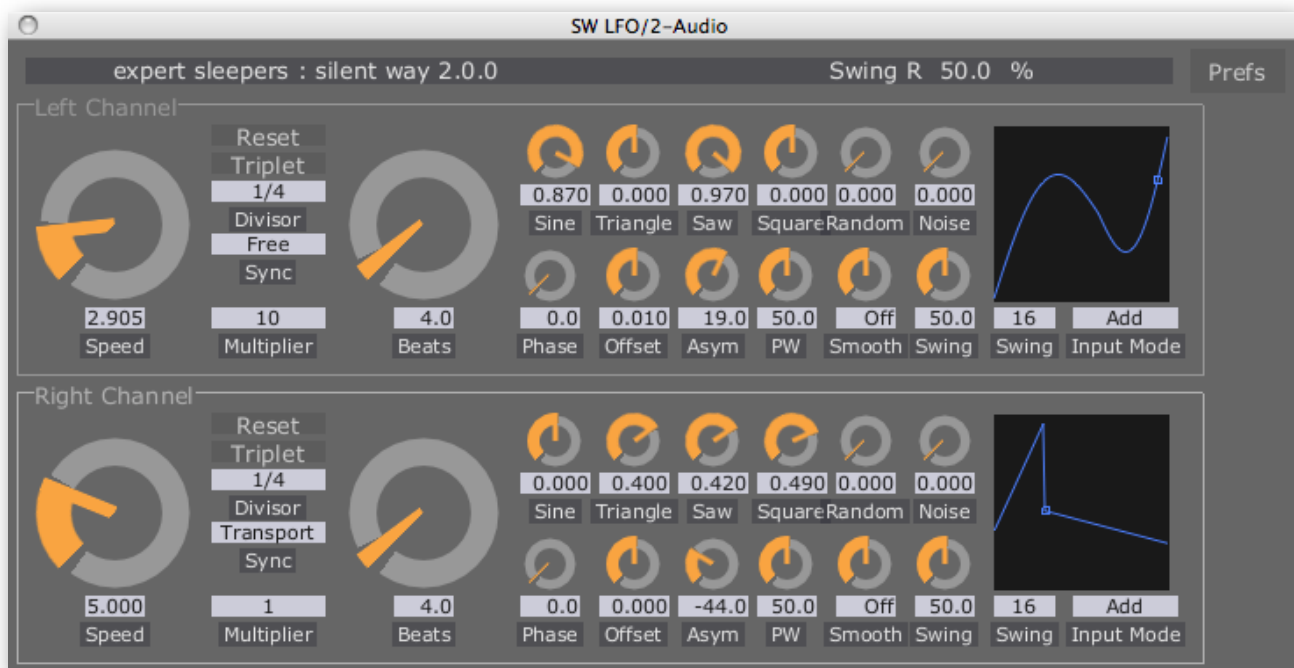 SW LFO/2-Audio
expert sleepers : silent way 2.0.0 Swing R 50.0 % Prefs
Left Channel
Reset
Triplet
1/4
Divisor
Free
Sync
0.870 0.000 0.970 0.000 0.000 0.000
Sine Triangle Saw Square Random Noise
2.905 10 4.0 0.0 0.010 19.0 50.0 Off 50.0 16 Add
Speed Multiplier Beats Phase Offset Asym PW Smooth Swing Swing Input Mode
Right Channel
Reset
Triplet
1/4
Divisor
Transport
Sync
0.000 0.400 0.420 0.490 0.000 0.000
Sine Triangle Saw Square Random Noise
5.000 1 4.0 0.0 0.000 -44.0 50.0 Off 50.0 16 Add
Speed Multiplier Beats Phase Offset Asym PW Smooth Swing Swing Input Mode